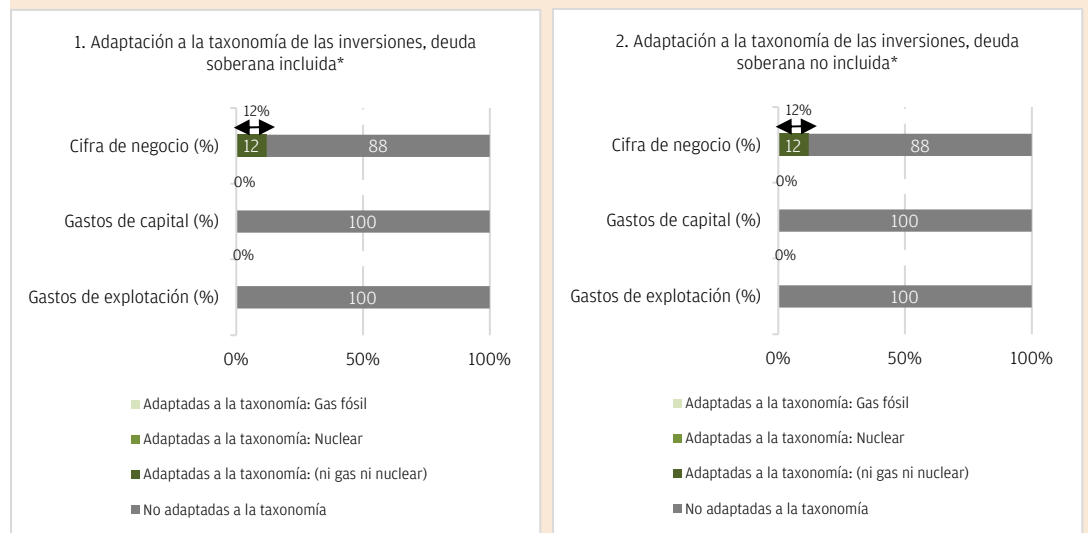 1. Adaptación a la taxonomía de las inversiones, deuda
soberana incluida*
12%
Cifra de negocio (%)
12
88
0%
Gastos de capital (%)
100
0%
Gastos de explotación (%)
100
0%
50%
100%
Adaptadas a la taxonomía: Gas fósil
Adaptadas a la taxonomía: Nuclear
Adaptadas a la taxonomía: (ni gas ni nuclear)
No adaptadas a la taxonomía
2. Adaptación a la taxonomía de las inversiones, deuda
soberana no incluida*
12%
Cifra de negocio (%)
12
88
0%
Gastos de capital (%)
100
0%
Gastos de explotación (%)
100
0%
50%
100%
Adaptadas a la taxonomía: Gas fósil
Adaptadas a la taxonomía: Nuclear
Adaptadas a la taxonomía: (ni gas ni nuclear)
No adaptadas a la taxonomía